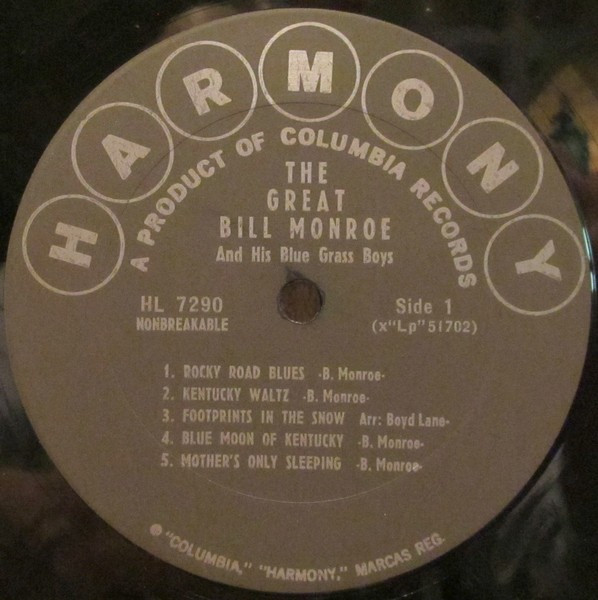 HARMONY
A PRODUCT OF COLUMBIA RECORDS
THE
GREAT
BILL MONROE
And His Blue Grass Boys
HL 7290
NONBREAKABLE
Side 1
(x"Lp"51702)
1. ROCKY ROAD BLUES -B. Monroe-
2. KENTUCKY WALTZ -B. Monroe-
3. FOOTPRINTS IN THE SNOW Arr: Boyd Lane-
4. BLUE MOON OF KENTUCKY -B. Monroe-
5. MOTHER'S ONLY SLEEPING -B. Monroe-
"COLUMBIA," "HARMONY," MARCAS REG.